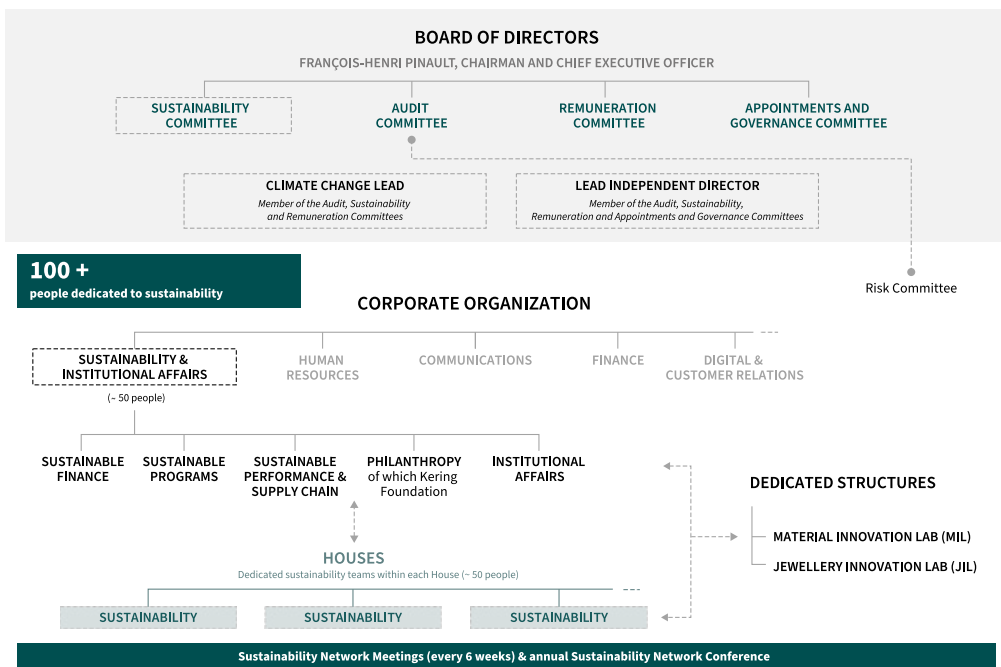 BOARD OF DIRECTORS
FRANÇOIS-HENRI PINAULT, CHAIRMAN AND CHIEF EXECUTIVE OFFICER
SUSTAINABILITY
COMMITTEE
AUDIT
COMMITTEE
REMUNERATION
COMMITTEE
APPOINTMENTS AND
GOVERNANCE COMMITTEE
CLIMATE CHANGE LEAD
Member of the Audit, Sustainability
and Remuneration Committees
LEAD INDEPENDENT DIRECTOR
Member of the Audit, Sustainability,
Remuneration and Appointments and Governance Committees
Risk Committee
100 +
people dedicated to sustainability
CORPORATE ORGANIZATION
SUSTAINABILITY &
INSTITUTIONAL AFFAIRS
(~ 50 people)
HUMAN
RESOURCES
COMMUNICATIONS
FINANCE
DIGITAL &
CUSTOMER RELATIONS
SUSTAINABLE
FINANCE
SUSTAINABLE
PROGRAMS
SUSTAINABLE
PERFORMANCE &
SUPPLY CHAIN
PHILANTHROPY
of which Kering
Foundation
INSTITUTIONAL
AFFAIRS
DEDICATED STRUCTURES
MATERIAL INNOVATION LAB (MIL)
JEWELLERY INNOVATION LAB (JIL)
HOUSES
Dedicated sustainability teams within each House (~ 50 people)
SUSTAINABILITY
SUSTAINABILITY
SUSTAINABILITY
Sustainability Network Meetings (every 6 weeks) & annual Sustainability Network Conference